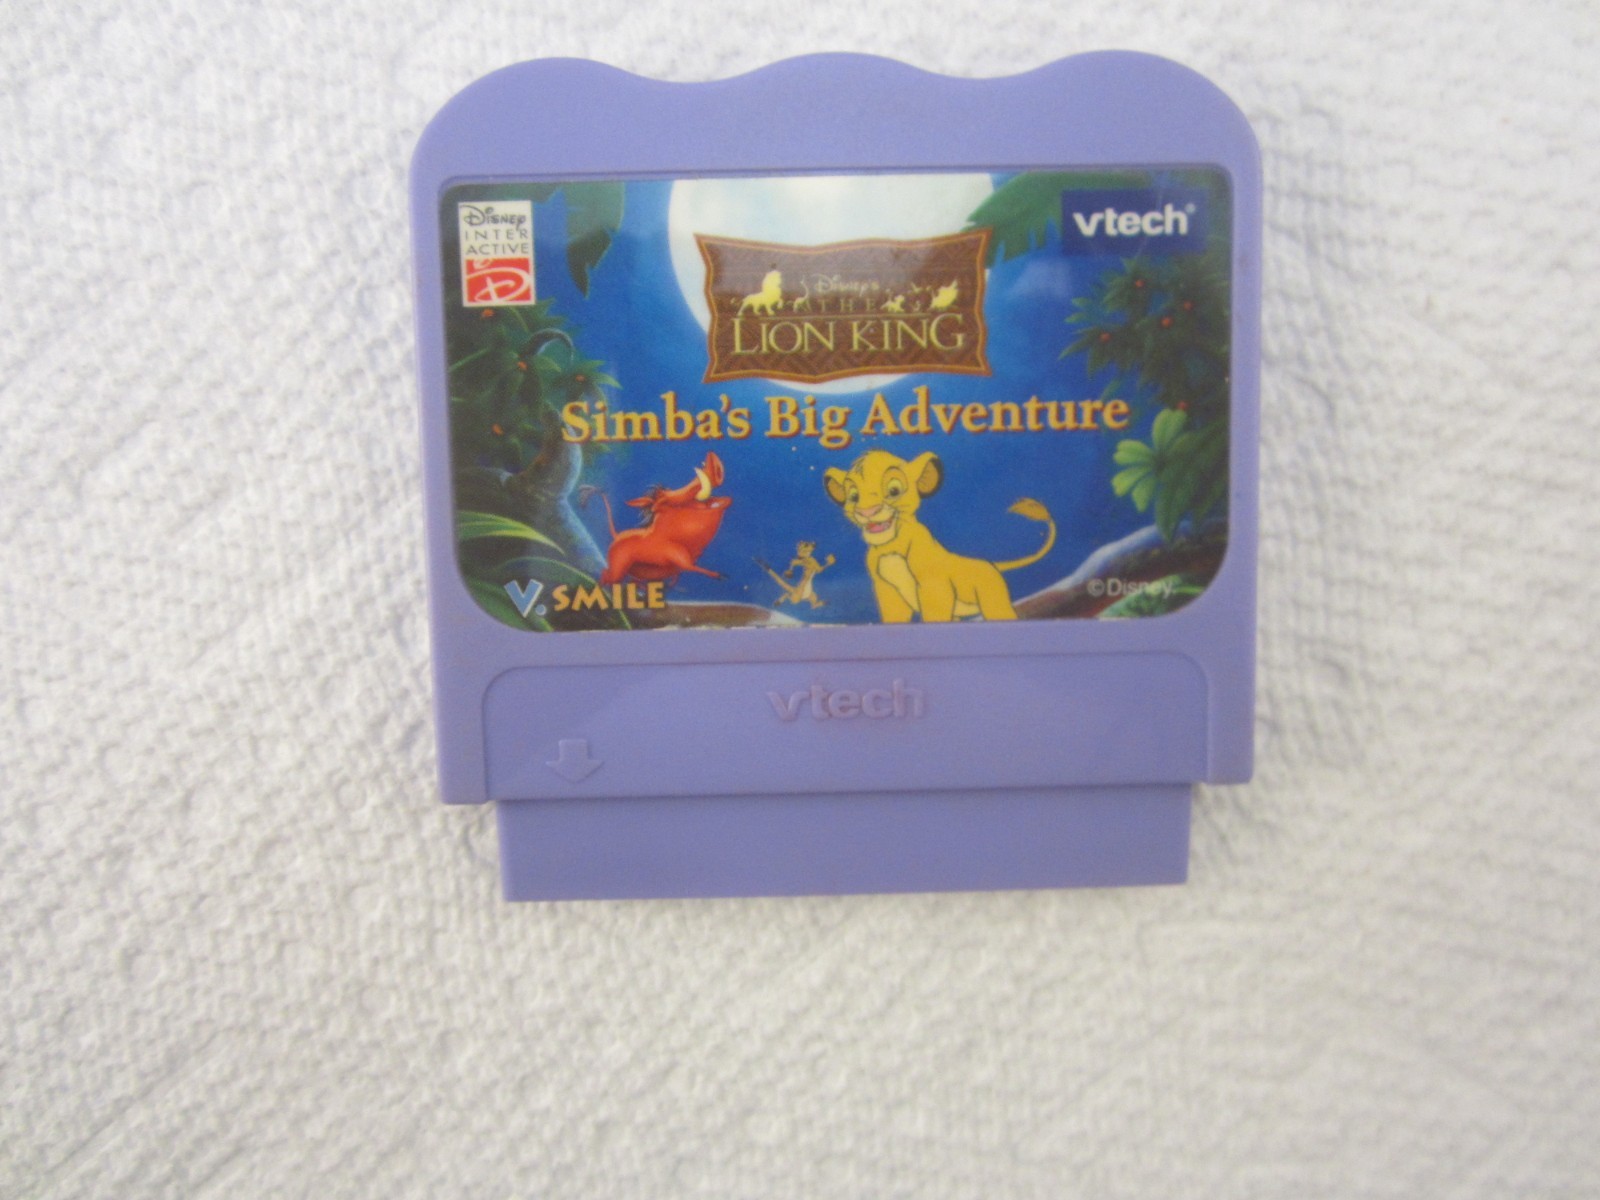 Disney
INTER
ACTIVE
vtech®
Disney's
THE
LION KING
Simba's Big Adventure
V.SMILE
©Disney.
vtech